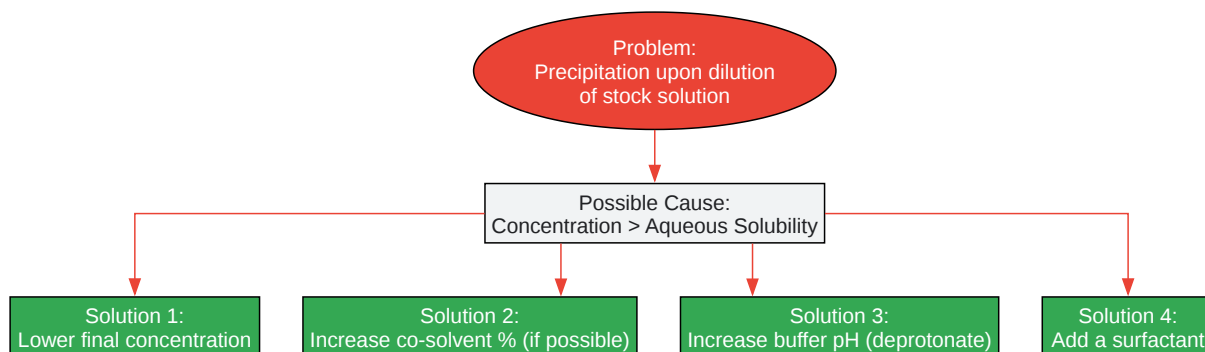 Problem:
Precipitation upon dilution
of stock solution
Possible Cause:
Concentration > Aqueous Solubility
Solution 1:
Lower final concentration
Solution 2:
Increase co-solvent % (if possible)
Solution 3:
Increase buffer pH (deprotonate)
Solution 4:
Add a surfactant